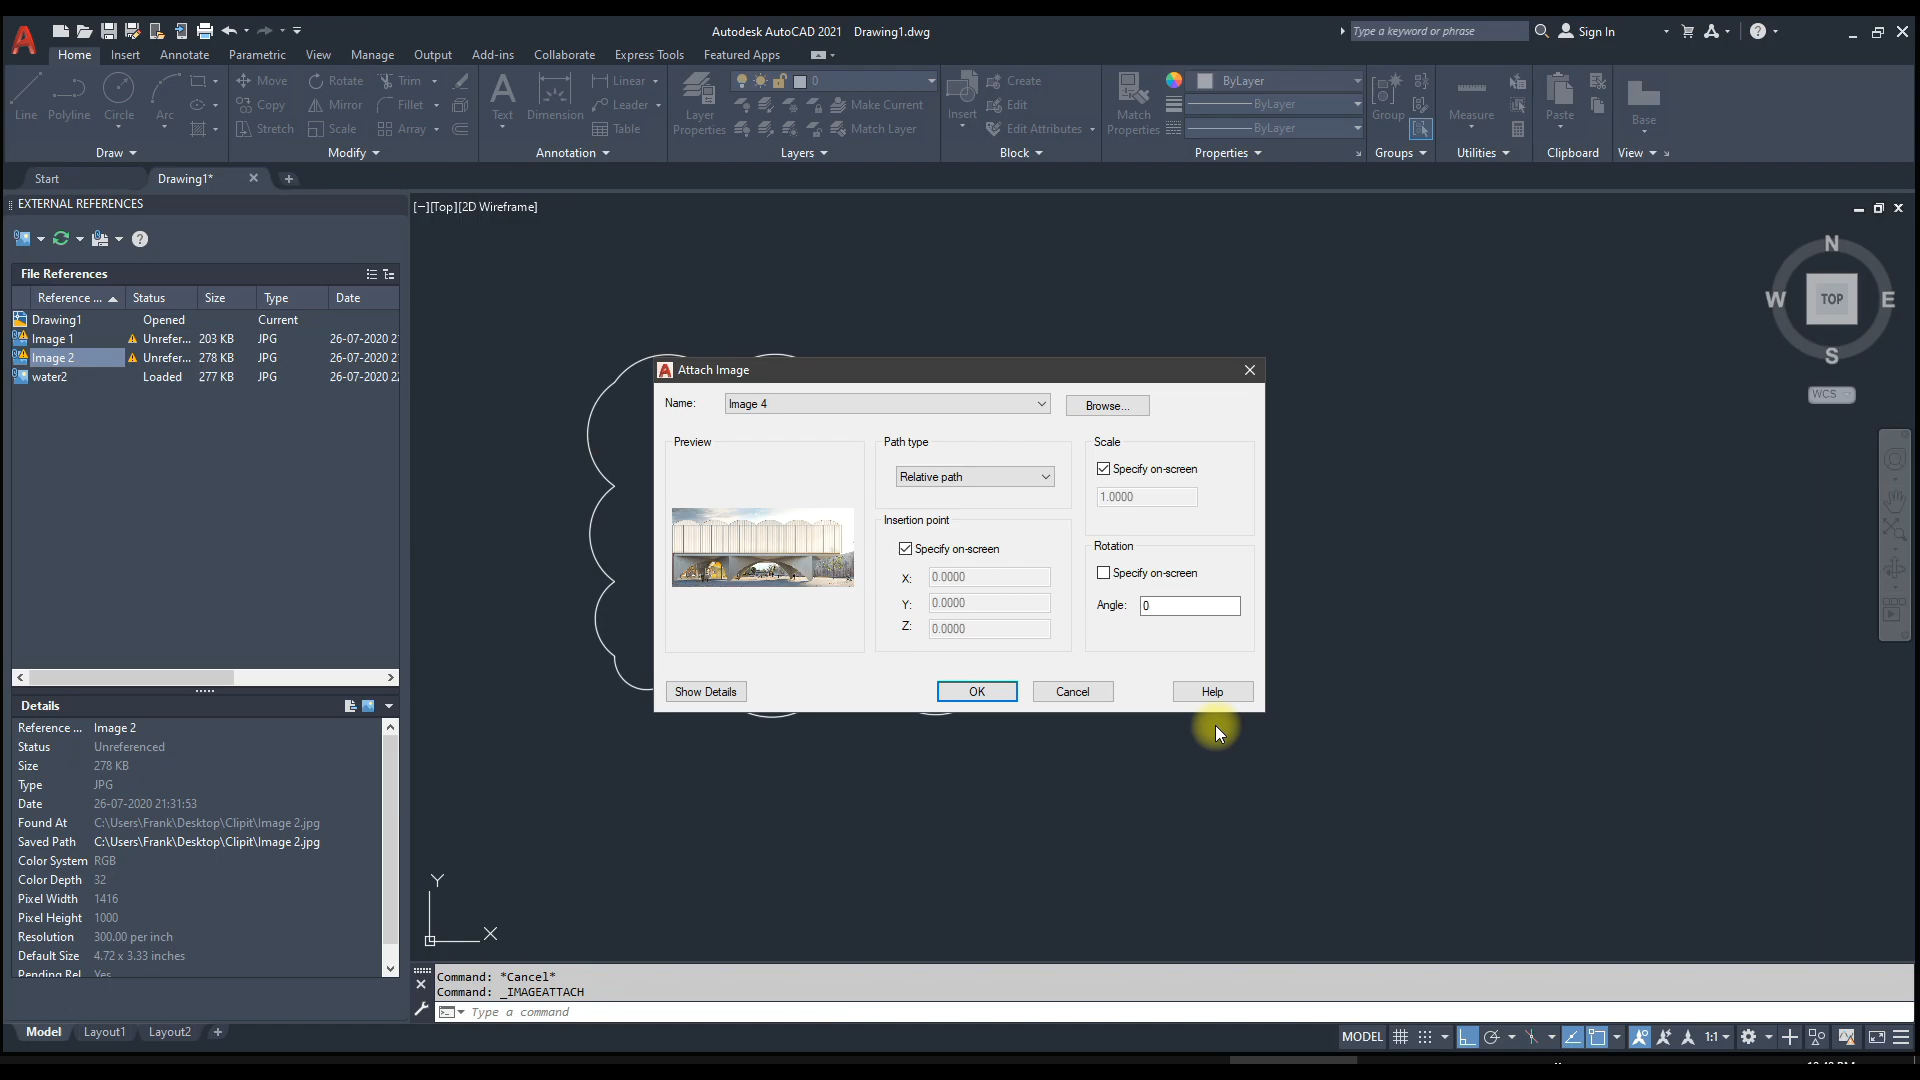 Autodesk AutoCAD 2021 Drawing1.dwg
Type a keyword or phrase
Sign In
Home Insert Annotate Parametric View Manage Output Add-ins Collaborate Express Tools Featured Apps
Line Polyline Circle Arc
Move Rotate Trim
Copy Mirror Fillet
Stretch Scale Array
Text Dimension
Linear
Leader
Table
Layer Properties
0
Make Current
Match Layer
Insert
Create
Edit
Edit Attributes
Match Properties
ByLayer
ByLayer
ByLayer
Group
Measure
Paste
Base
Draw Modify Annotation Layers Block Properties Groups Utilities Clipboard View
Start Drawing1*
EXTERNAL REFERENCES
[−][Top][2D Wireframe]
File References
Reference ... Status Size Type Date
Drawing1 Opened Current
Image 1 Unrefer... 203 KB JPG 26-07-2020 2
Image 2 Unrefer... 278 KB JPG 26-07-2020 2
water2 Loaded 277 KB JPG 26-07-2020 2
N
W TOP E
S
WCS
Attach Image
Name: Image 4 Browse...
Preview
Path type
Relative path
Scale
Specify on-screen
1.0000
Insertion point
Specify on-screen
X: 0.0000
Y: 0.0000
Z: 0.0000
Rotation
Specify on-screen
Angle: 0
Show Details OK Cancel Help
Details
Reference ... Image 2
Status Unreferenced
Size 278 KB
Type JPG
Date 26-07-2020 21:31:53
Found At C:\Users\Frank\Desktop\Clipit\Image 2.jpg
Saved Path C:\Users\Frank\Desktop\Clipit\Image 2.jpg
Color System RGB
Color Depth 32
Pixel Width 1416
Pixel Height 1000
Resolution 300.00 per inch
Default Size 4.72 x 3.33 inches
Pending Rel Yes
Y
X
Command: *Cancel*
Command: _IMAGEATTACH
Type a command
Model Layout1 Layout2
MODEL 1:1